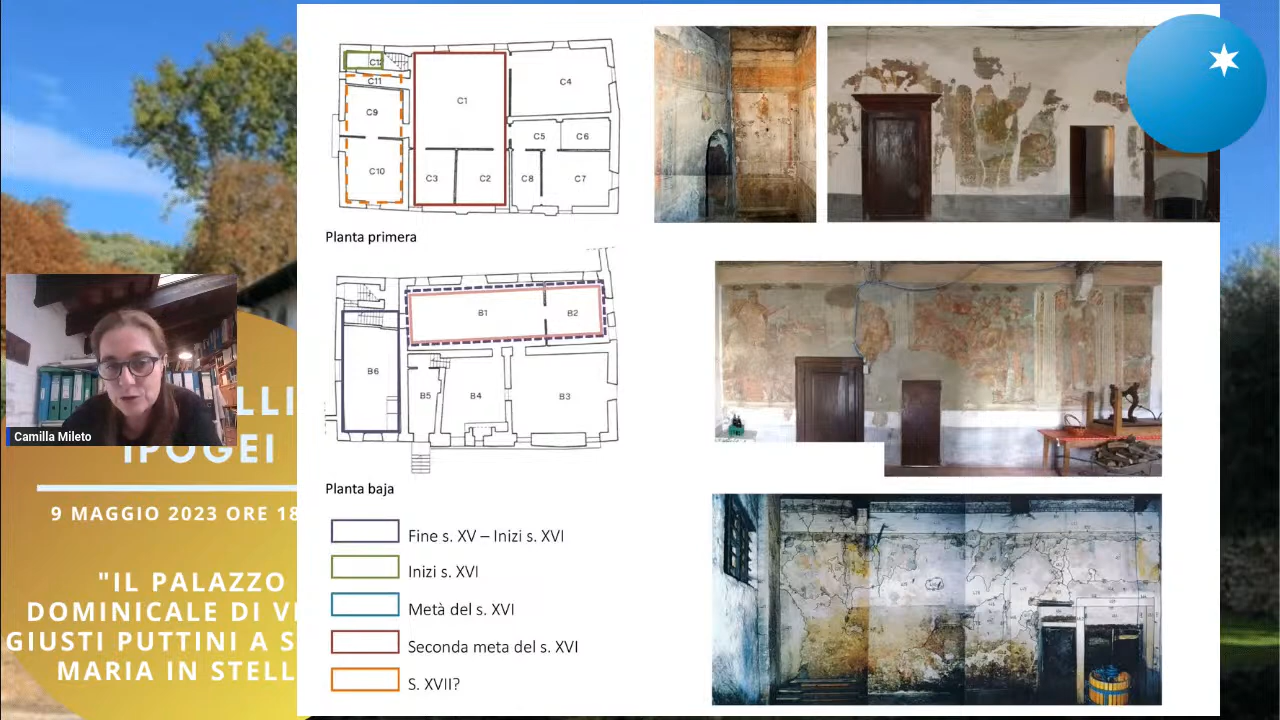 C12
C11
C9
C10
C1
C3
C2
C4
C5
C6
C8
C7
Planta primera
B1
B2
B6
B5
B4
B3
Planta baja
Fine s. XV – Inizi s. XVI
Inizi s. XVI
Metà del s. XVI
Seconda meta del s. XVI
S. XVII?
Camilla Mileto
LLI
IPOGEI
9 MAGGIO 2023 ORE 18
"IL PALAZZO
DOMINICALE DI
GIUSTI PUTTINI A S
MARIA IN STELL